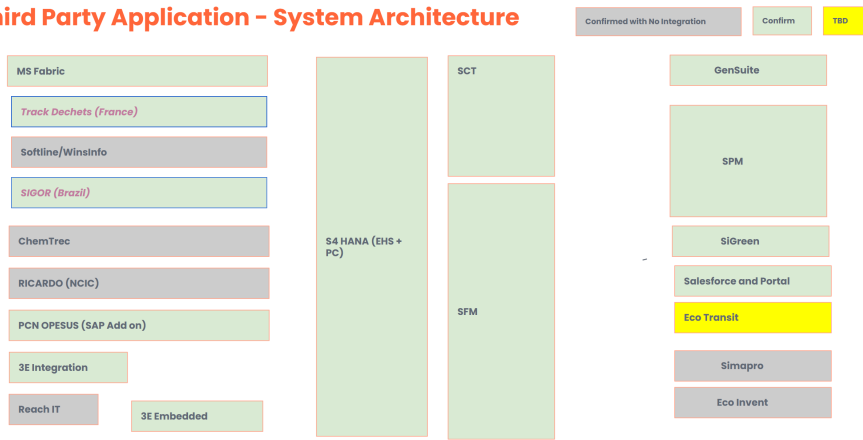 hird Party Application - System Architecture
Confirmed with No Integration
Confirm
TBD
MS Fabric
Track Dechets (France)
Softline/WinsInfo
SIGOR (Brazil)
ChemTrec
RICARDO (NCIC)
PCN OPESUS (SAP Add on)
3E Integration
Reach IT
3E Embedded
S4 HANA (EHS +
PC)
SCT
SFM
~
GenSuite
SPM
SiGreen
Salesforce and Portal
Eco Transit
Simapro
Eco Invent